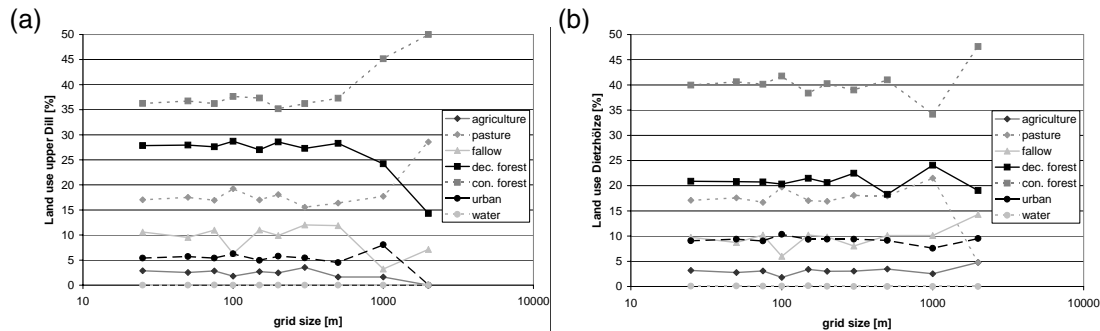 (a)
Land use upper Dill [%]
50
45
40
35
30
25
20
15
10
5
0
10
100
1000
10000
grid size [m]
agriculture
pasture
fallow
dec. forest
con. forest
urban
water
(b)
Land use Dietzhölze [%]
50
45
40
35
30
25
20
15
10
5
0
10
100
1000
10000
grid size [m]
agriculture
pasture
fallow
dec. forest
con. forest
urban
water